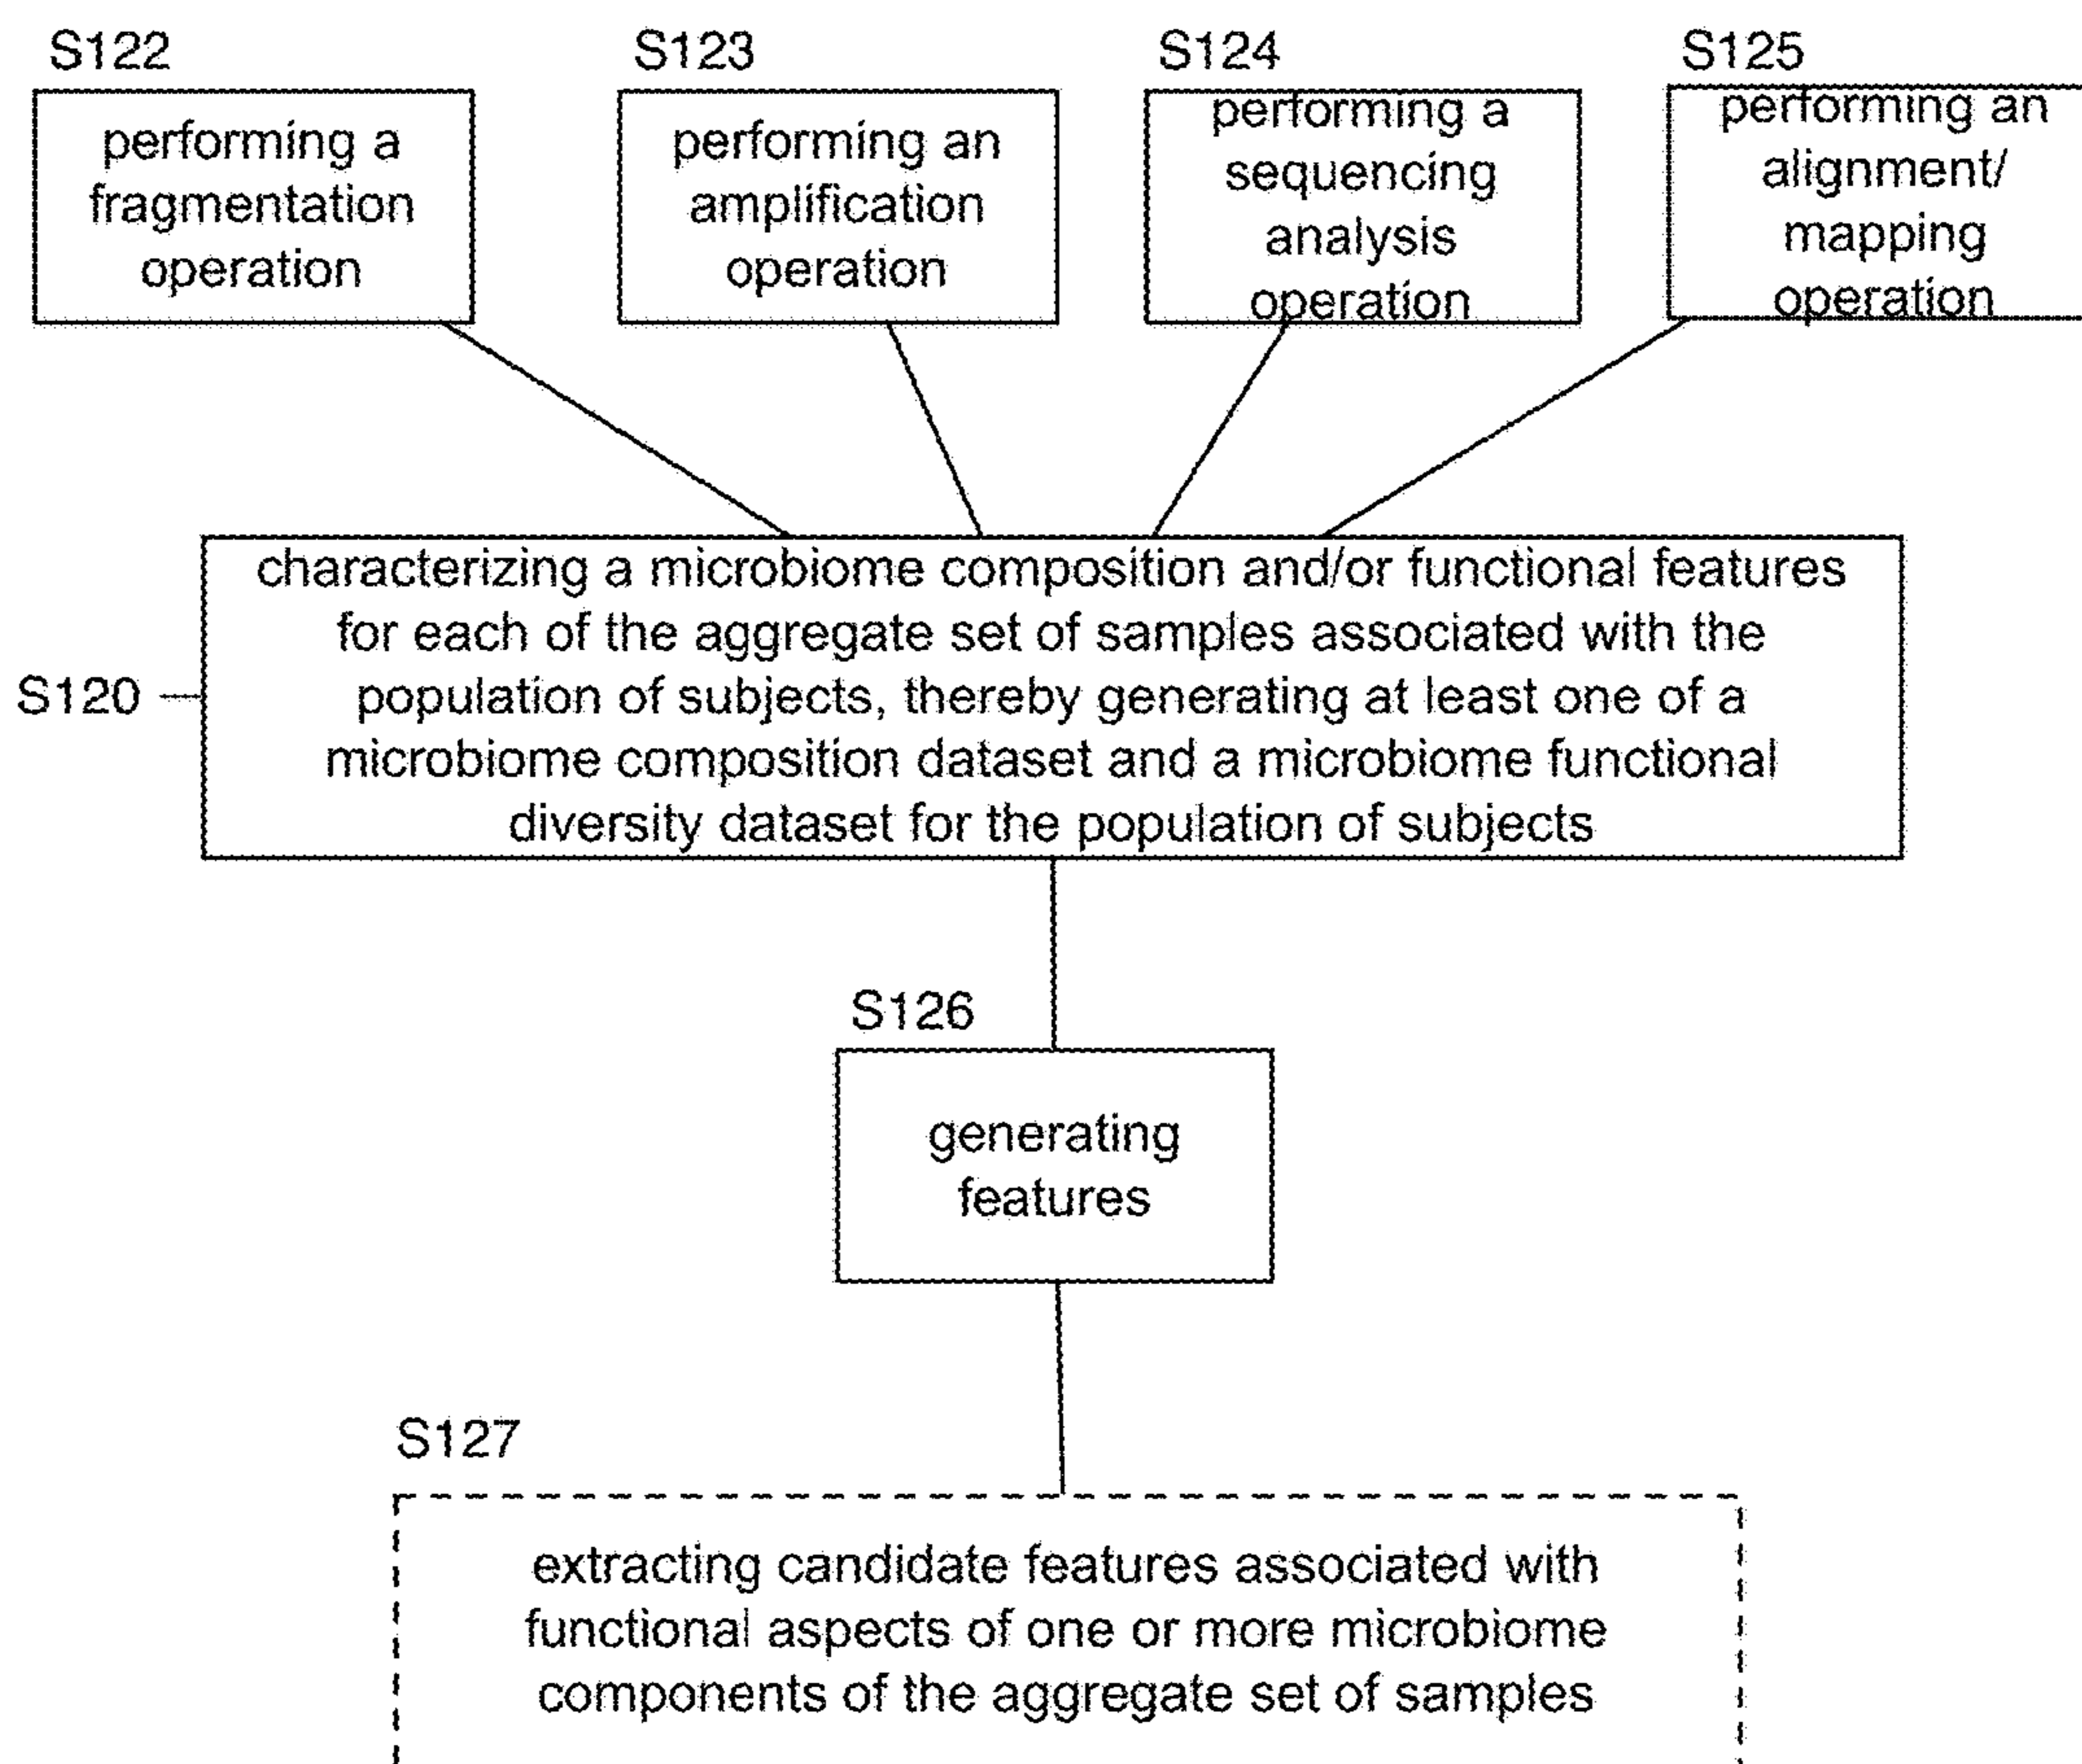 S122
performing a
fragmentation
operation
S123
performing an
amplification
operation
S124
performing a
sequencing
analysis
operation
S125
performing an
alignment/
mapping
operation
S120
characterizing a microbiome composition and/or functional features
for each of the aggregate set of samples associated with the
population of subjects, thereby generating at least one of a
microbiome composition dataset and a microbiome functional
diversity dataset for the population of subjects
S126
generating
features
S127
extracting candidate features associated with
functional aspects of one or more microbiome
components of the aggregate set of samples